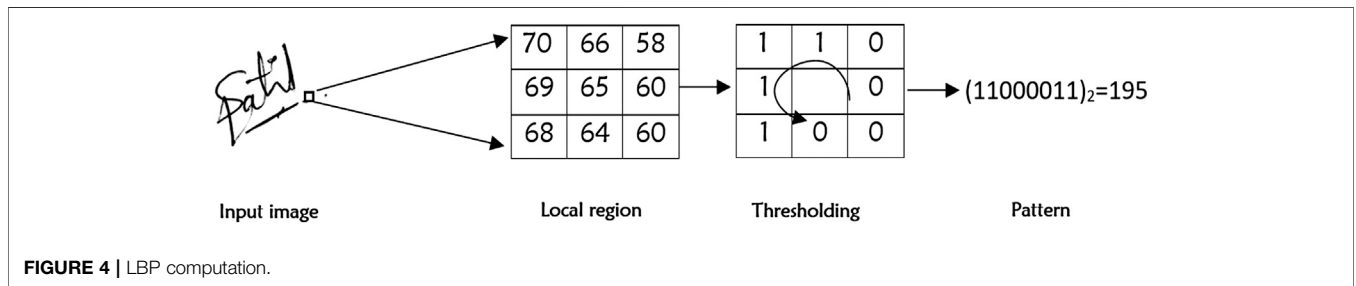 Patil
70 66 58
69 65 60
68 64 60
1 1 0
1 0
1 0 0
(11000011)₂=195
Input image
Local region
Thresholding
Pattern
FIGURE 4 | LBP computation.